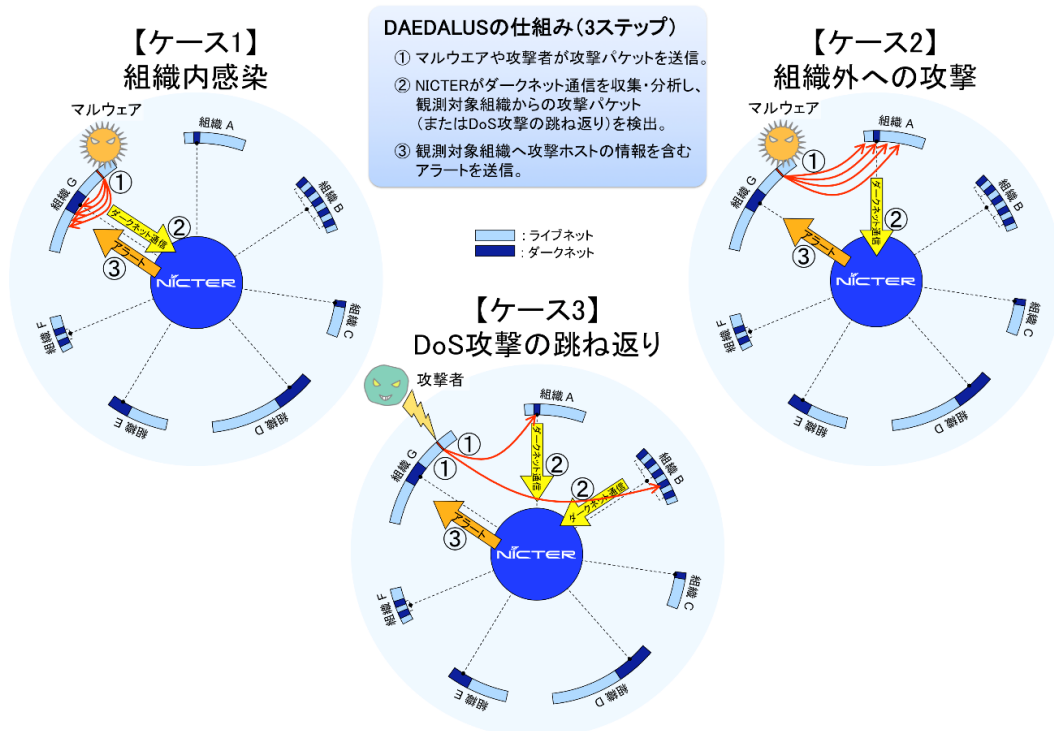 【ケース1】
組織内感染
マルウェア
組織 A
組織 B
組織 C
組織 D
組織 E
組織 F
組織 G
①
ダークネット通信
②
アラート
③
NICTER
DAEDALUSの仕組み(3ステップ)
① マルウエアや攻撃者が攻撃パケットを送信。
② NICTERがダークネット通信を収集・分析し、
観測対象組織からの攻撃パケット
(またはDoS攻撃の跳ね返り)を検出。
③ 観測対象組織へ攻撃ホストの情報を含む
アラートを送信。
:ライブネット
:ダークネット
【ケース2】
組織外への攻撃
マルウェア
組織 A
組織 B
組織 C
組織 D
組織 E
組織 F
組織 G
①
ダークネット通信
②
アラート
③
NICTER
【ケース3】
DoS攻撃の跳ね返り
攻撃者
組織 A
組織 B
組織 C
組織 D
組織 E
組織 F
組織 G
①
①
ダークネット通信
②
ダークネット通信
②
アラート
③
NICTER